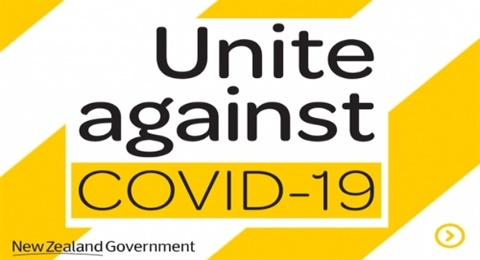 Unite
against
COVID-19
New Zealand Government